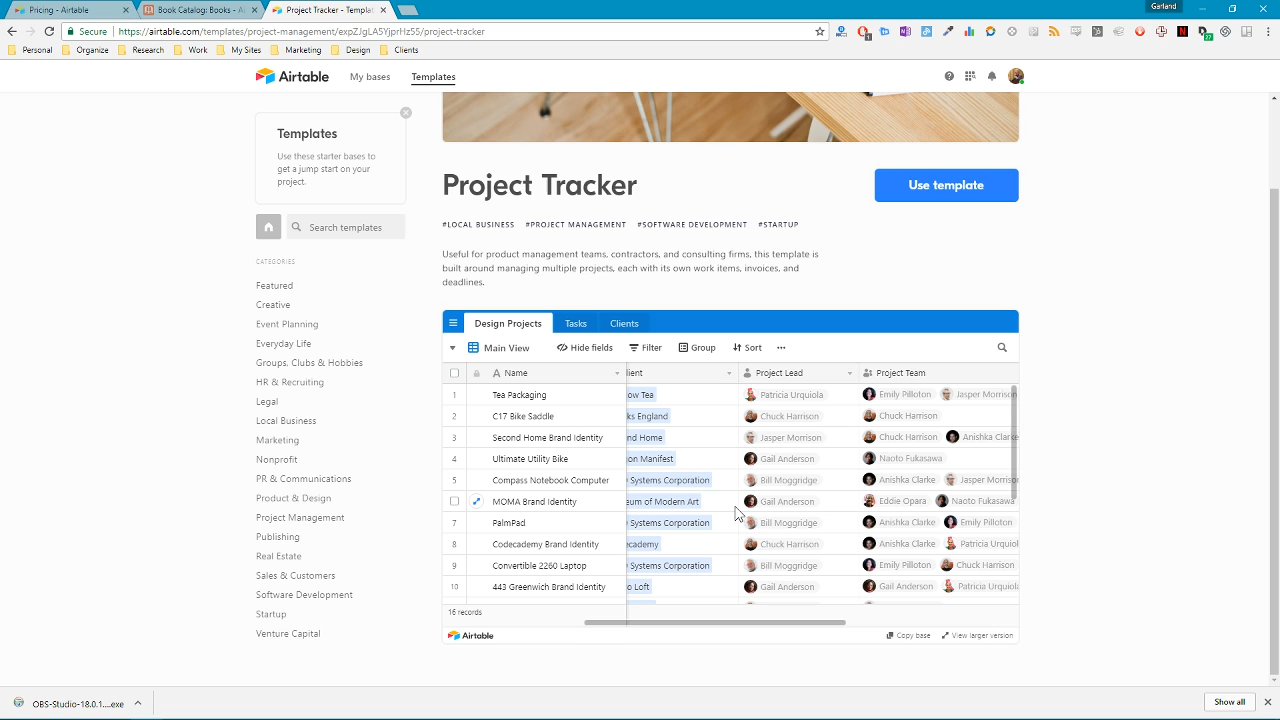 Pricing - Airtable
Book Catalog: Books - A
Project Tracker - Templat
Garland
Secure
https://airtable.com/templates/project-management/expZJgLA5YjprHz55/project-tracker
Personal
Organize
Research
Work
My Sites
Marketing
Design
Clients
Airtable
My bases
Templates
Templates
Use these starter bases to
get a jump start on your
project.
Search templates
CATEGORIES
Featured
Creative
Event Planning
Everyday Life
Groups, Clubs & Hobbies
HR & Recruiting
Legal
Local Business
Marketing
Nonprofit
PR & Communications
Product & Design
Project Management
Publishing
Real Estate
Sales & Customers
Software Development
Startup
Venture Capital
Project Tracker
Use template
#LOCAL BUSINESS #PROJECT MANAGEMENT #SOFTWARE DEVELOPMENT #STARTUP
Useful for product management teams, contractors, and consulting firms, this template is
built around managing multiple projects, each with its own work items, invoices, and
deadlines.
Design Projects Tasks Clients
Main View Hide fields Filter Group Sort
Name lient Project Lead Project Team
1 Tea Packaging ow Tea Patricia Urquiola Emily Pilloton Jasper Morrison
2 C17 Bike Saddle ks England Chuck Harrison Chuck Harrison
3 Second Home Brand Identity nd Home Jasper Morrison Chuck Harrison Anishka Clarke
4 Ultimate Utility Bike on Manifest Gail Anderson Naoto Fukasawa
5 Compass Notebook Computer Systems Corporation Bill Moggridge Anishka Clarke Jasper Morrison
MOMA Brand Identity eum of Modern Art Gail Anderson Eddie Opara Naoto Fukasawa
7 PalmPad Systems Corporation Bill Moggridge Anishka Clarke Emily Pilloton
8 Codecademy Brand Identity ecademy Chuck Harrison Anishka Clarke Patricia Urquiol
9 Convertible 2260 Laptop Systems Corporation Bill Moggridge Emily Pilloton Chuck Harrison
10 443 Greenwich Brand Identity o Loft Gail Anderson Gail Anderson Patricia Urquiola
16 records
Airtable
Copy base
View larger version
OBS-Studio-18.0.1....exe
Show all